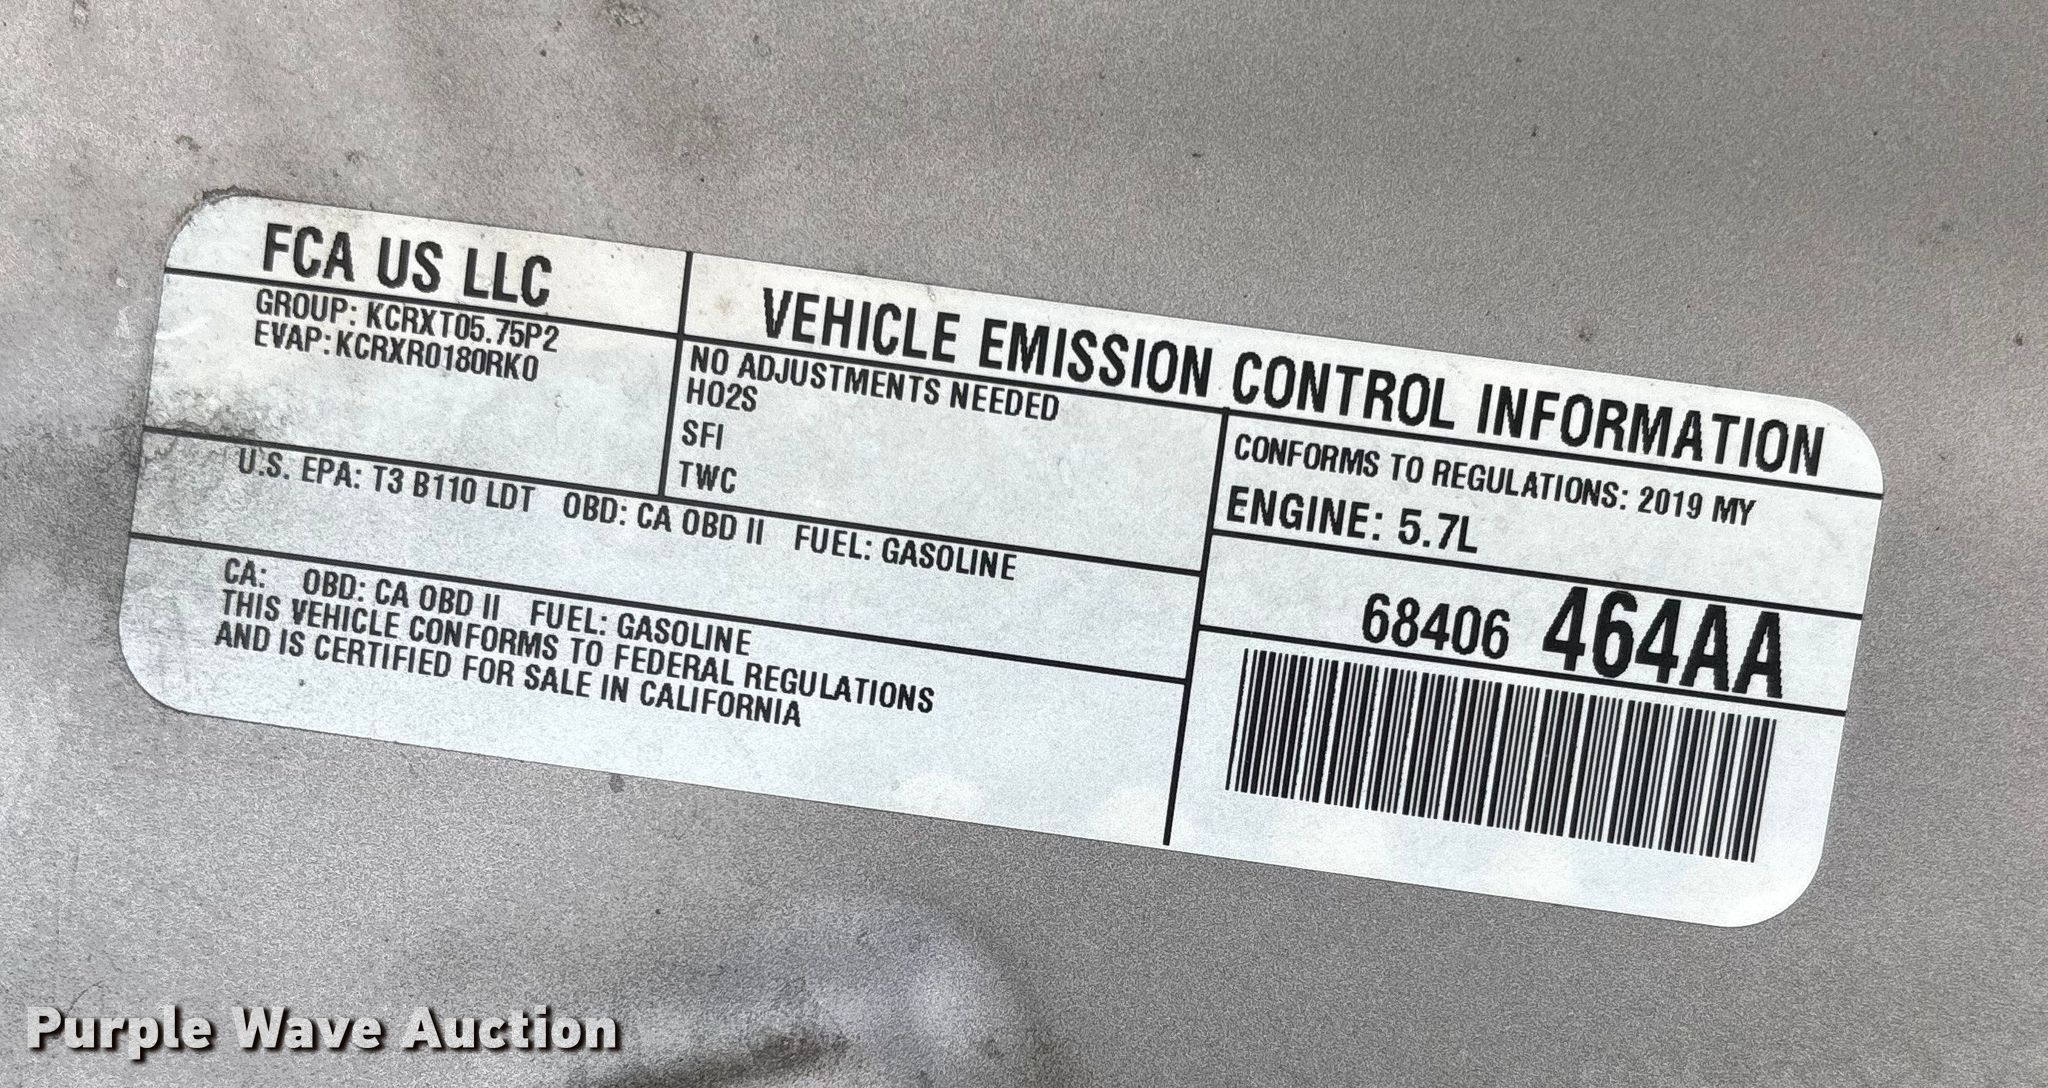 FCA US LLC
GROUP: KCRXT05.75P2
EVAP:KCRXR0180RK0
VEHICLE EMISSION CONTROL INFORMATION
NO ADJUSTMENTS NEEDED
HO2S
SFI
TWC
CONFORMS TO REGULATIONS: 2019 MY
ENGINE: 5.7L
U.S. EPA: T3 B110 LDT OBD: CA OBD II FUEL: GASOLINE
CA: OBD: CA OBD II FUEL: GASOLINE
THIS VEHICLE CONFORMS TO FEDERAL REGULATIONS
AND IS CERTIFIED FOR SALE IN CALIFORNIA
68406 464AA
Purple Wave Auction